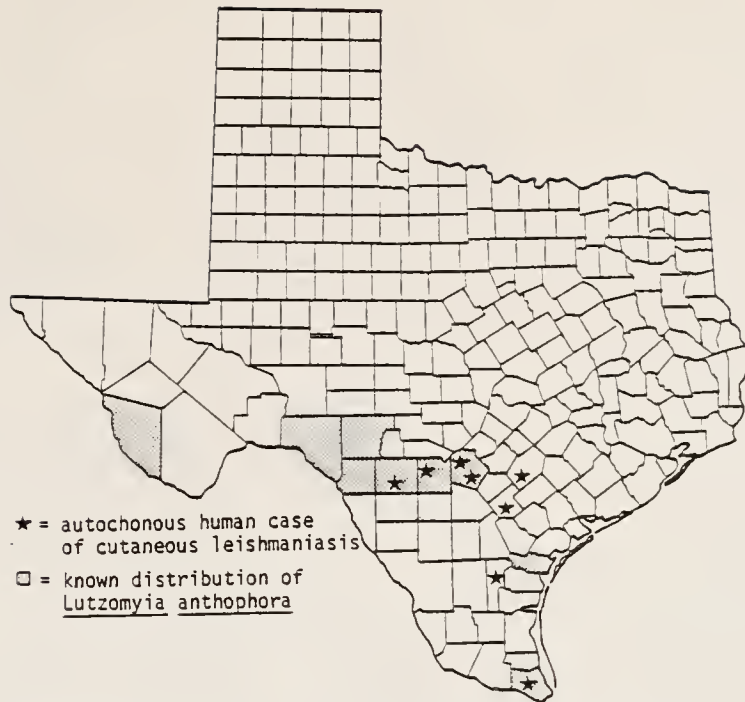 ★ = autochonous human case
of cutaneous leishmaniasis
□ = known distribution of
Lutzomyia anthophora